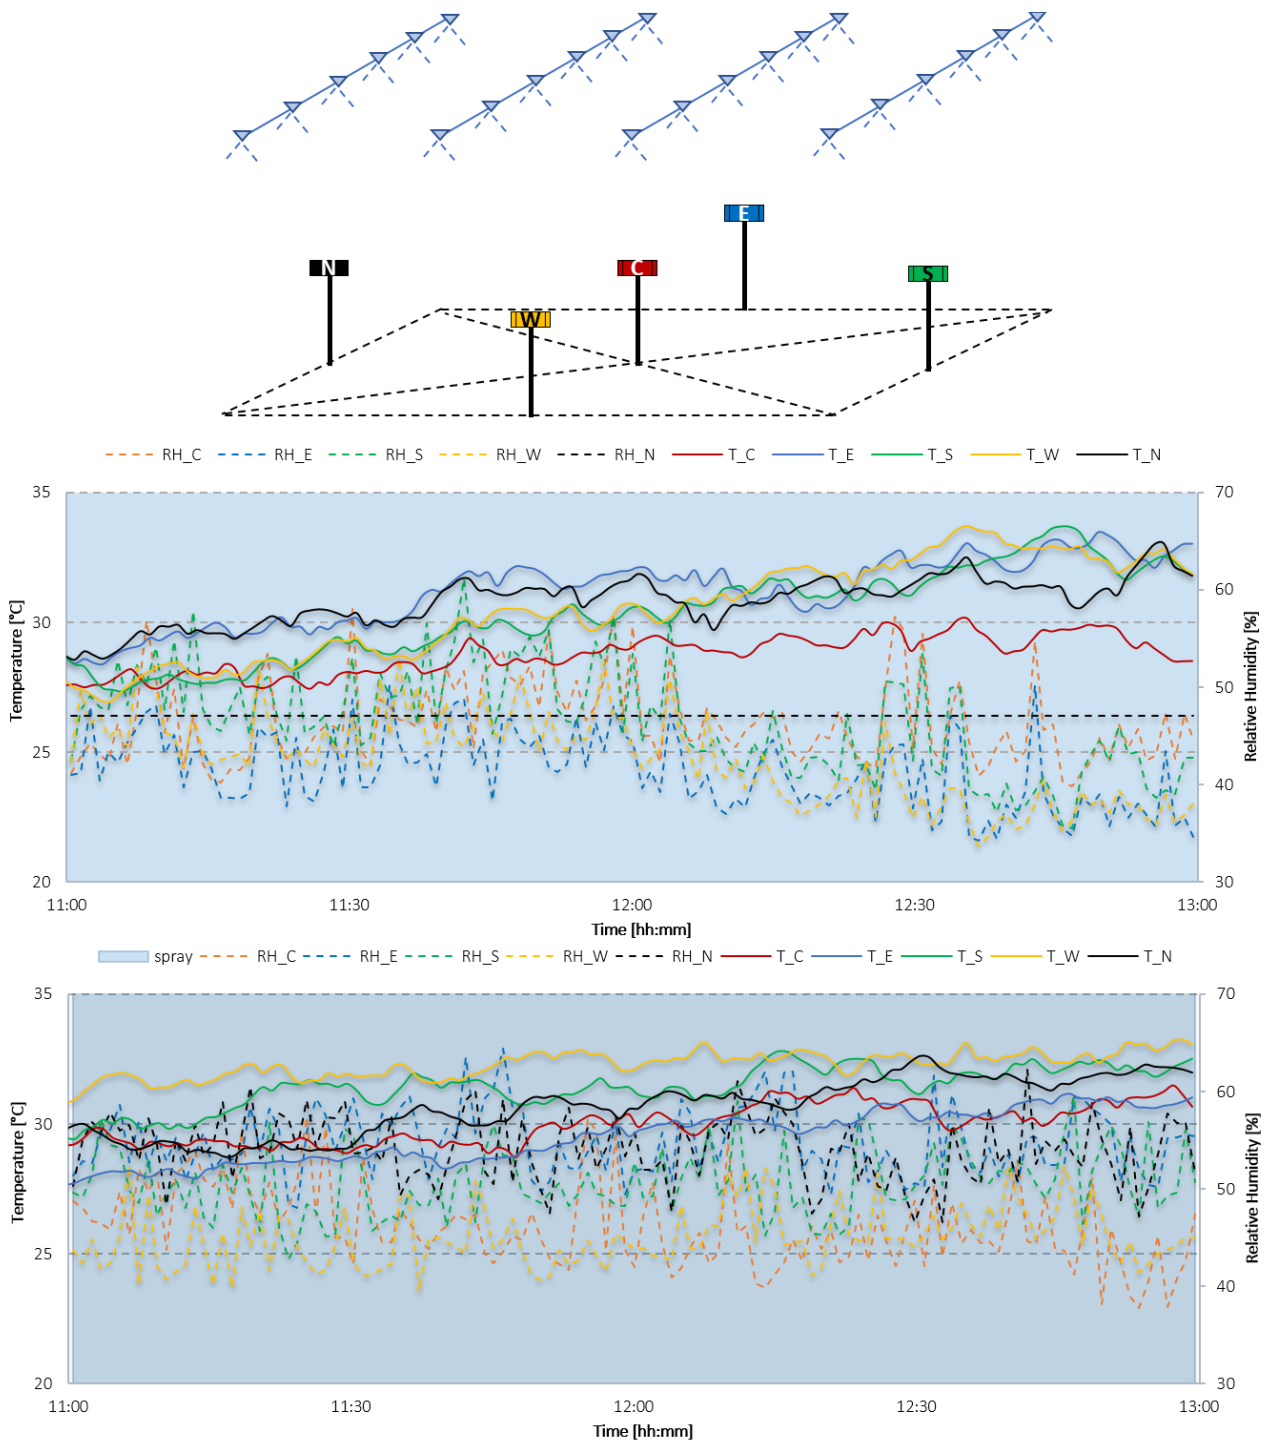 E
N
C
S
W
RH_C RH_E RH_S RH_W RH_N T_C T_E T_S T_W T_N
35 70
60
30
50
25
40
20 30
11:00 11:30 12:00 12:30 13:00
Temperature [°C]
Relative Humidity [%]
Time [hh:mm]
spray RH_C RH_E RH_S RH_W RH_N T_C T_E T_S T_W T_N
35 70
60
30
50
25
40
20 30
11:00 11:30 12:00 12:30 13:00
Temperature [°C]
Relative Humidity [%]
Time [hh:mm]